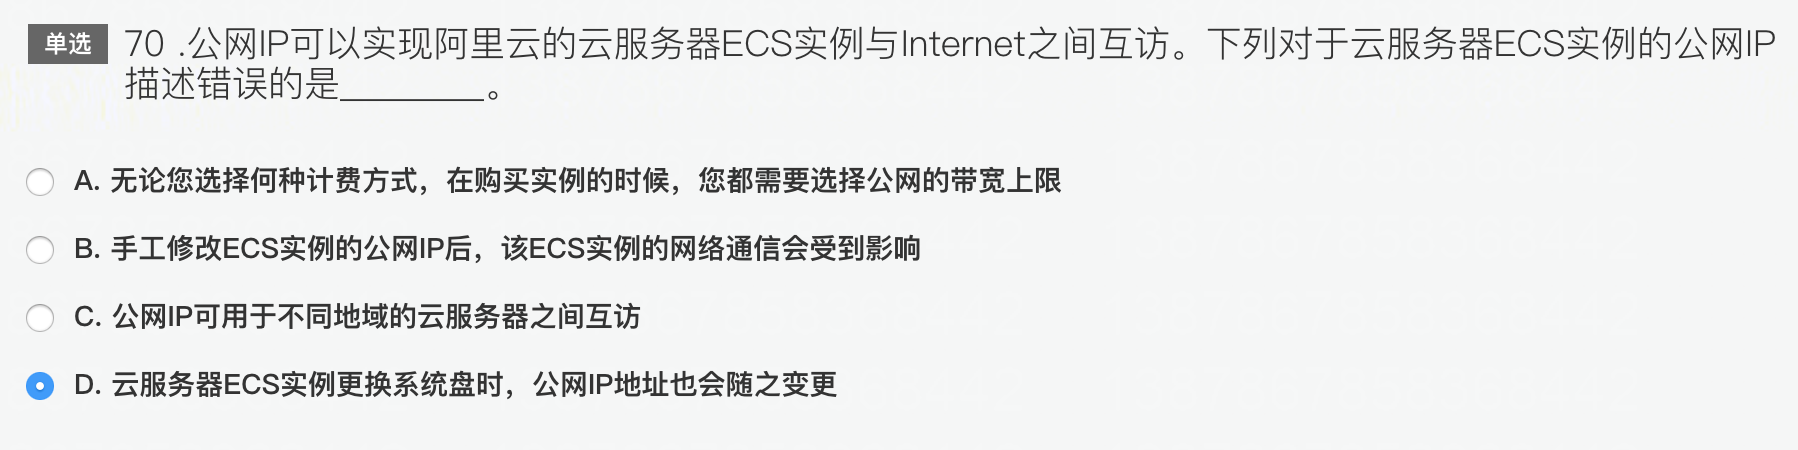 单选
70 .公网IP可以实现阿里云的云服务器ECS实例与Internet之间互访。下列对于云服务器ECS实例的公网IP
描述错误的是________。
A. 无论您选择何种计费方式，在购买实例的时候，您都需要选择公网的带宽上限
B. 手工修改ECS实例的公网IP后，该ECS实例的网络通信会受到影响
C. 公网IP可用于不同地域的云服务器之间互访
D. 云服务器ECS实例更换系统盘时，公网IP地址也会随之变更